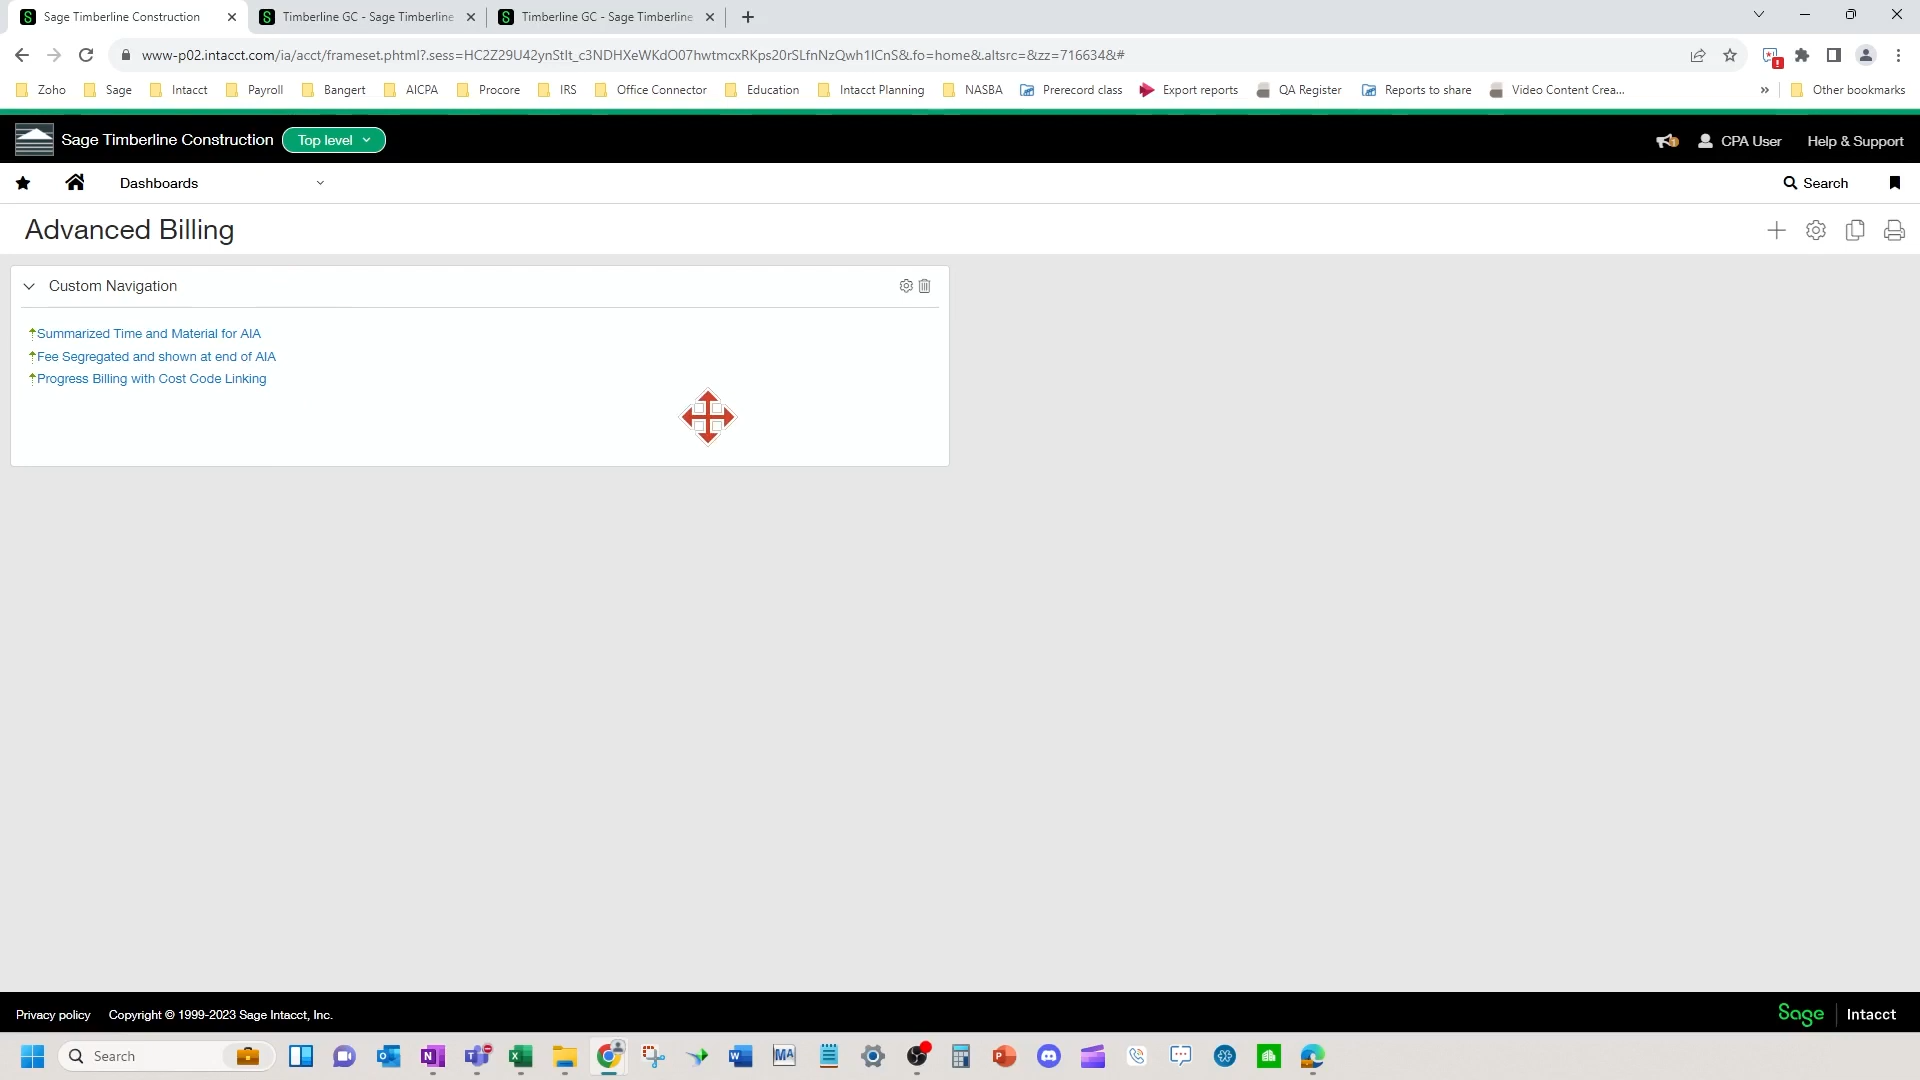 Sage Timberline Construction
Timberline GC - Sage Timberline
Timberline GC - Sage Timberline
www-p02.intacct.com/ia/acct/frameset.phtml?.sess=HC2Z29U42ynStlt_c3NDHXeWKdO07hwtmcxRKps20rSLfnNzQwh1ICnS&.fo=home&.altsrc=&zz=716634&#
Zoho
Sage
Intacct
Payroll
Bangert
AICPA
Procore
IRS
Office Connector
Education
Intacct Planning
NASBA
Prerecord class
Export reports
QA Register
Reports to share
Video Content Crea...
»
Other bookmarks
Sage Timberline Construction
Top level
CPA User
Help & Support
Dashboards
Search
Advanced Billing
Custom Navigation
Summarized Time and Material for AIA
Fee Segregated and shown at end of AIA
Progress Billing with Cost Code Linking
Privacy policy
Copyright © 1999-2023 Sage Intacct, Inc.
Sage
Intacct
Search